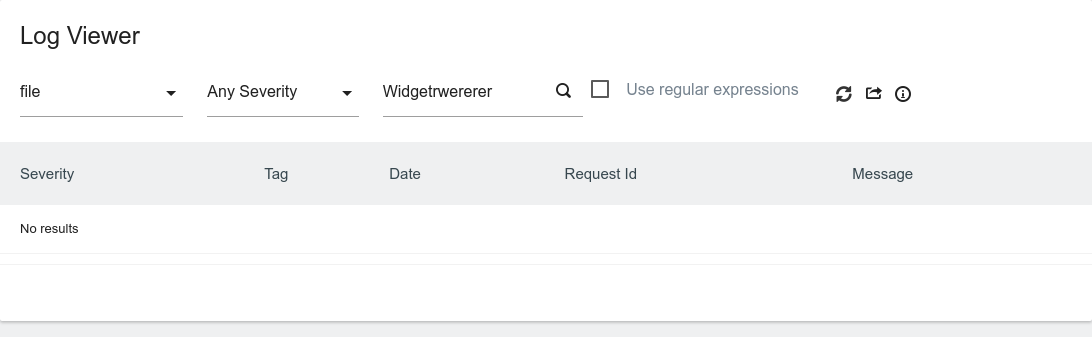 Log Viewer
file Any Severity Widgetrwererer Use regular expressions
Severity Tag Date Request Id Message
No results